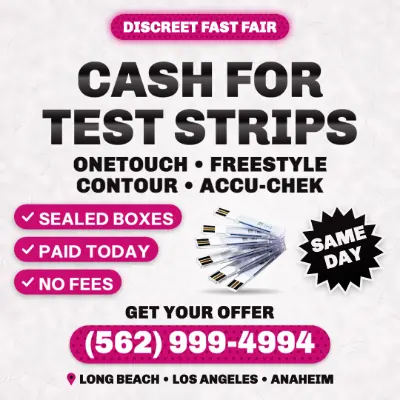 DISCREET FAST FAIR
CASH FOR
TEST STRIPS
ONETOUCH • FREESTYLE
CONTOUR • ACCU-CHEK
SEALED BOXES
PAID TODAY
NO FEES
SAME
DAY
GET YOUR OFFER
(562) 999-4994
LONG BEACH • LOS ANGELES • ANAHEIM